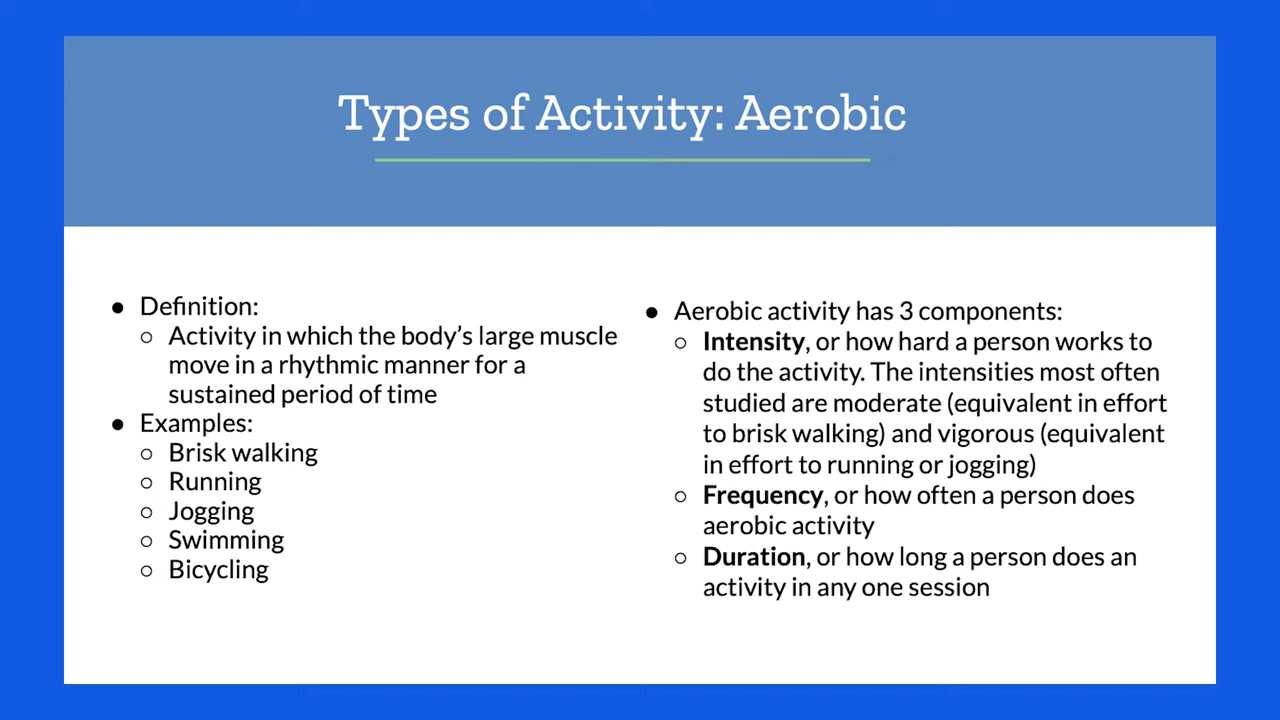 Types of Activity: Aerobic
● Definition:
○ Activity in which the body’s large muscle
move in a rhythmic manner for a
sustained period of time
● Examples:
○ Brisk walking
○ Running
○ Jogging
○ Swimming
○ Bicycling
● Aerobic activity has 3 components:
○ Intensity, or how hard a person works to
do the activity. The intensities most often
studied are moderate (equivalent in effort
to brisk walking) and vigorous (equivalent
in effort to running or jogging)
○ Frequency, or how often a person does
aerobic activity
○ Duration, or how long a person does an
activity in any one session